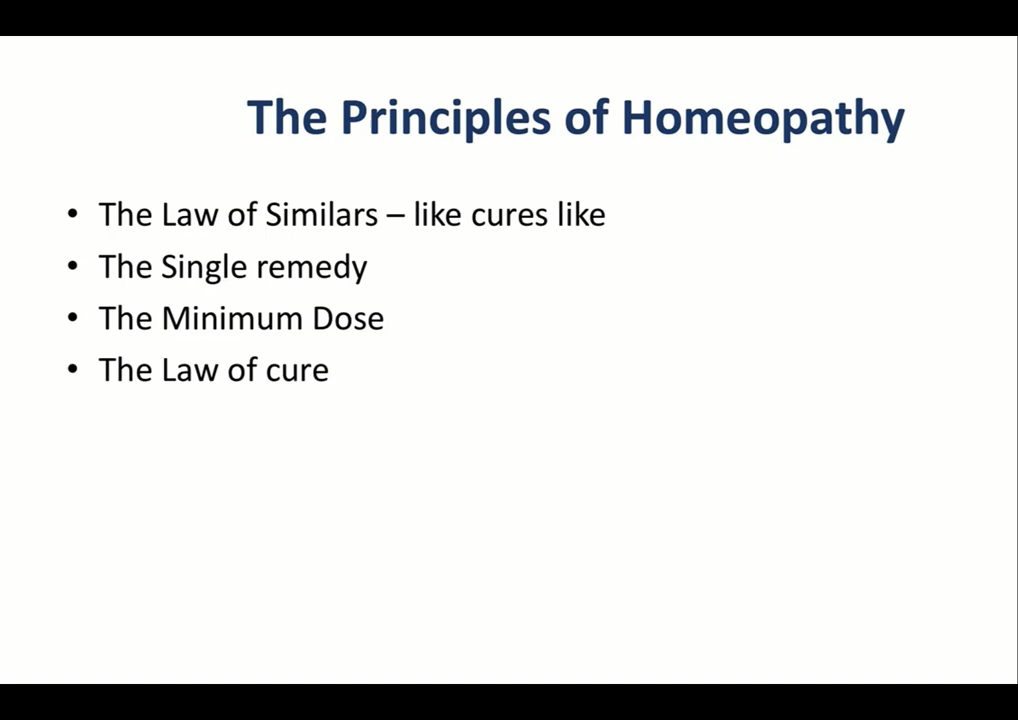 The Principles of Homeopathy
• The Law of Similars – like cures like
• The Single remedy
• The Minimum Dose
• The Law of cure